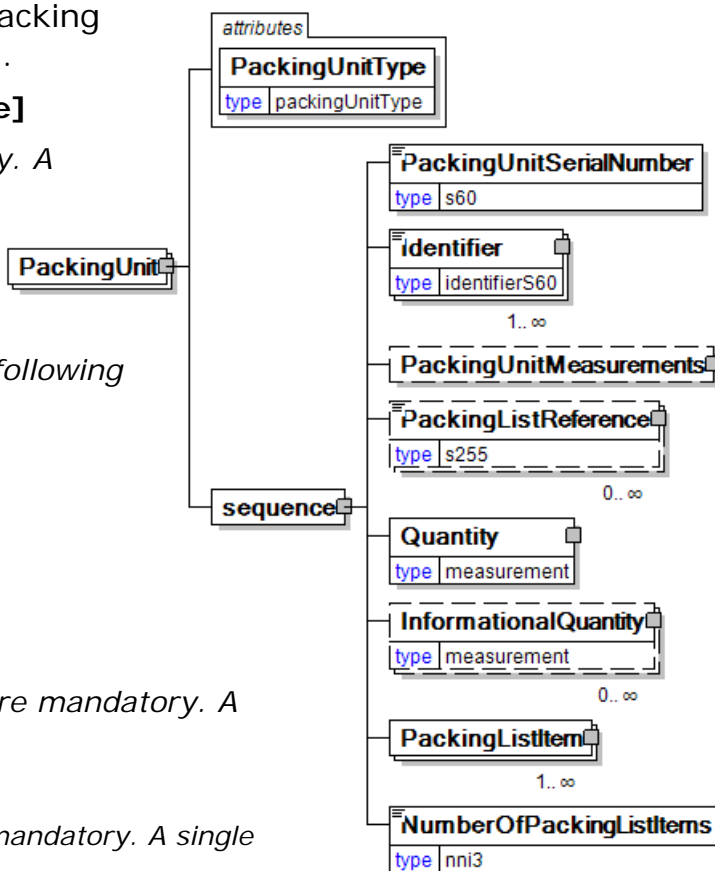 acking
.
e]
y. A
following
re mandatory. A
mandatory. A single
attributes
PackingUnitType
type packingUnitType
PackingUnit
sequence
PackingUnitSerialNumber
type s60
Identifier
type identifierS60
1..∞
PackingUnitMeasurements
PackingListReference
type s255
0..∞
Quantity
type measurement
InformationalQuantity
type measurement
0..∞
PackingListItem
1..∞
NumberOfPackingListItems
type nni3